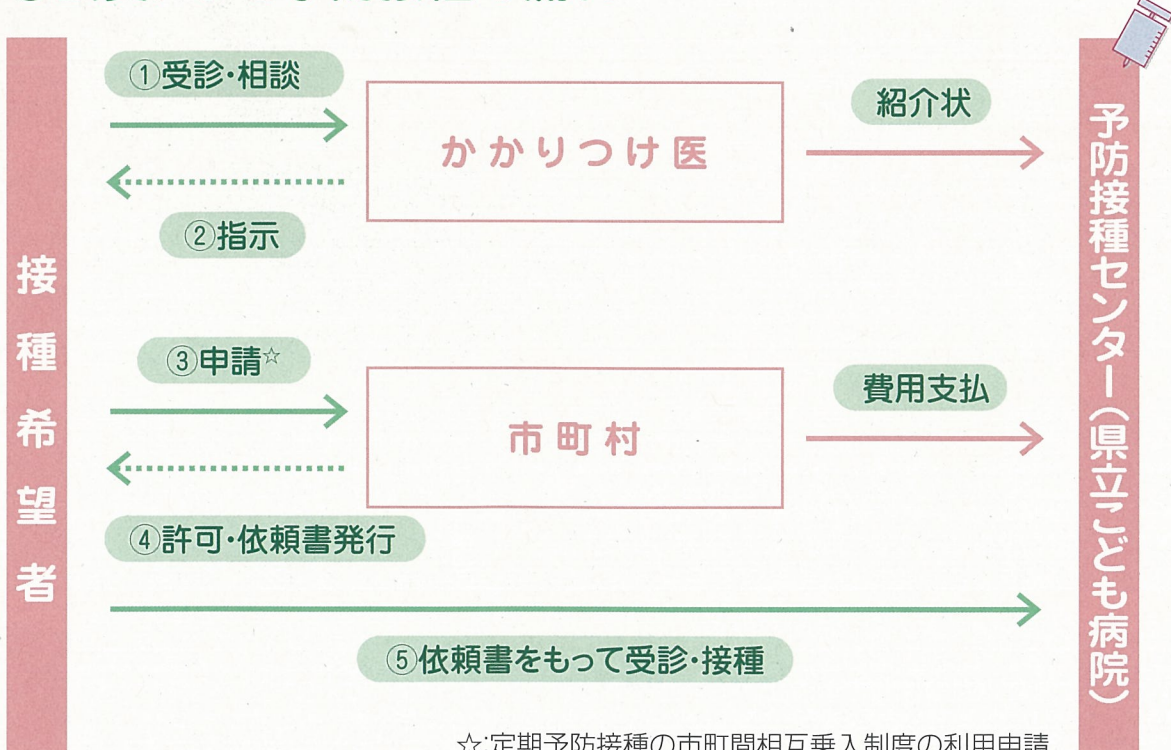 接種希望者
①受診・相談
②指示
かかりつけ医
紹介状
③申請☆
④許可・依頼書発行
市町村
費用支払
⑤依頼書をもって受診・接種
予防接種センター(県立こども病院)
☆:定期予防接種の市町間相互乗入制度の利用申請